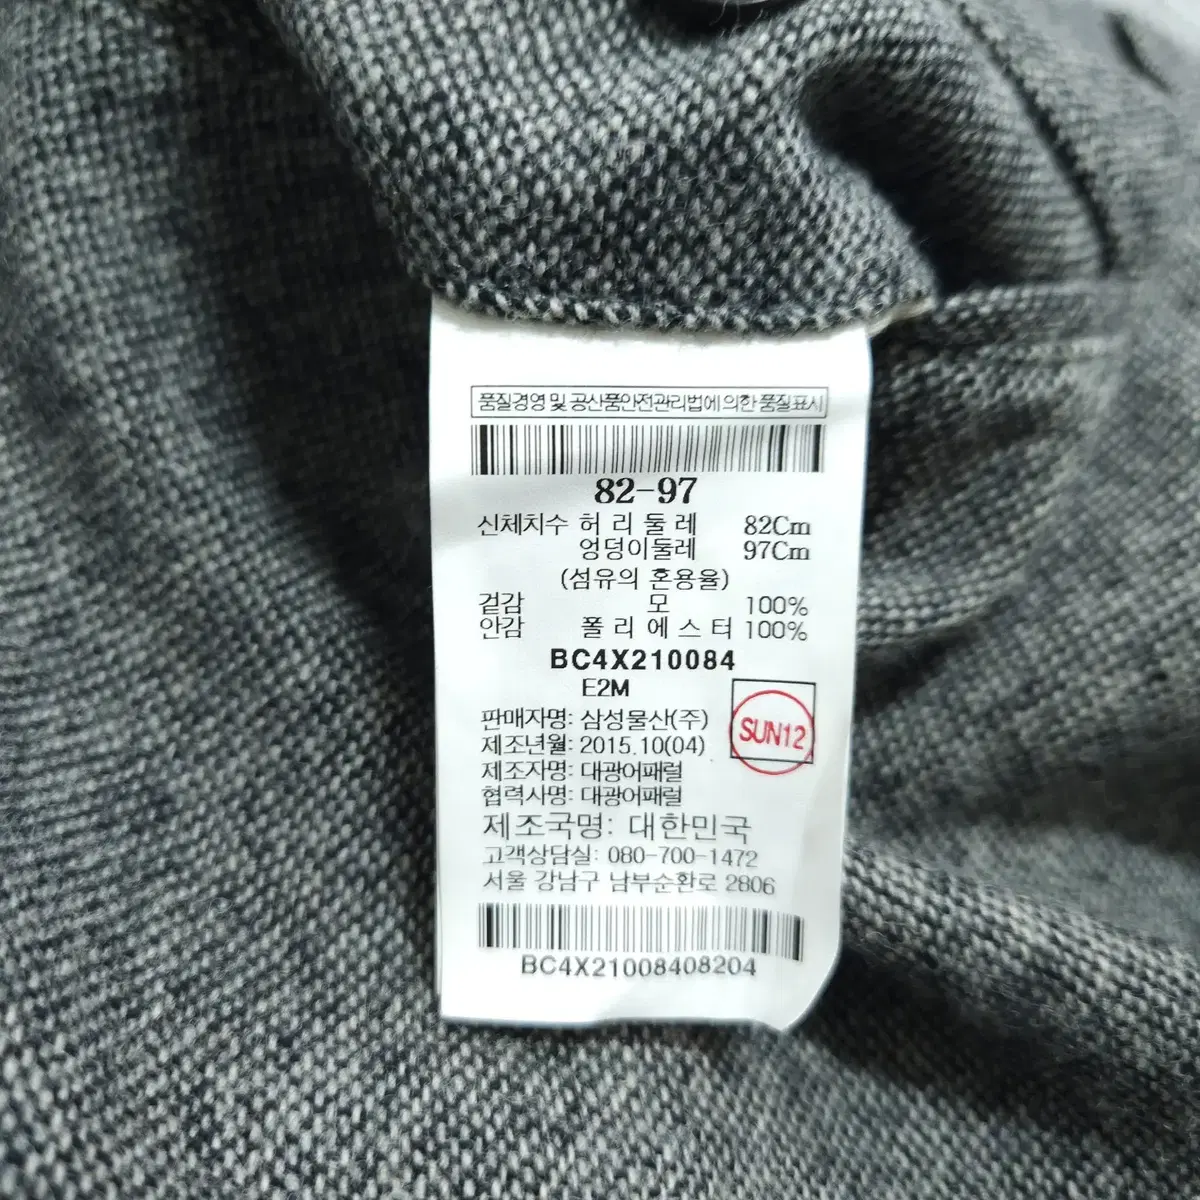 품질경영 및 공산품안전관리법에 의한 품질표시
82-97
신체치수 허 리 둘 레 82Cm
엉덩이둘레 97Cm
(섬유의 혼용율)
겉감 모 100%
안감 폴 리 에 스 터 100%
BC4X210084
E2M
판매자명: 삼성물산(주)
제조년월: 2015.10(04)
SUN12
제조자명: 대광어패럴
협력사명: 대광어패럴
제조국명: 대한민국
고객상담실: 080-700-1472
서울 강남구 남부순환로 2806
BC4X21008408204